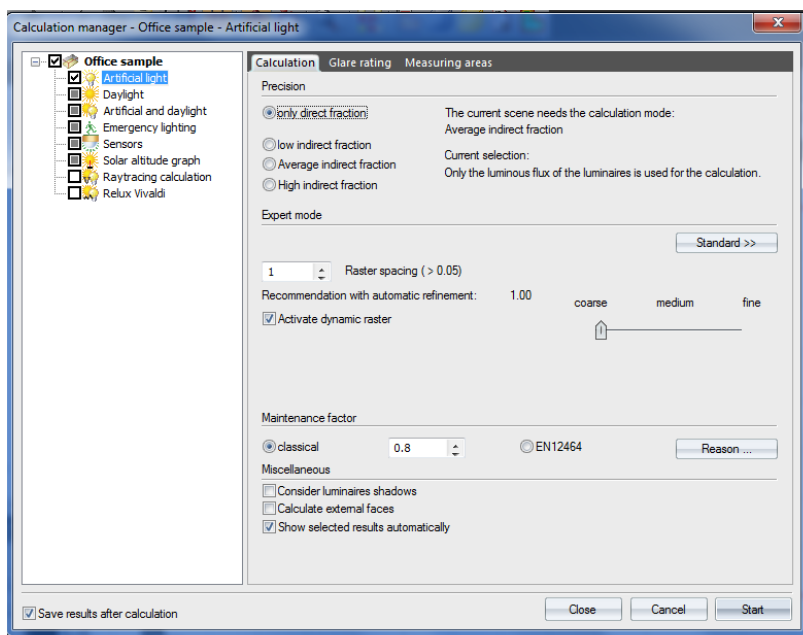 Calculation manager - Office sample - Artificial light
Office sample
Artificial light
Daylight
Artificial and daylight
Emergency lighting
Sensors
Solar altitude graph
Raytracing calculation
Relux Vivaldi
Calculation Glare rating Measuring areas
Precision
only direct fraction
low indirect fraction
Average indirect fraction
High indirect fraction
The current scene needs the calculation mode:
Average indirect fraction
Current selection:
Only the luminous flux of the luminaires is used for the calculation.
Expert mode
Standard >>
1 Raster spacing ( > 0.05)
Recommendation with automatic refinement: 1.00
Activate dynamic raster
coarse medium fine
Maintenance factor
classical 0.8 EN12464 Reason ...
Miscellaneous
Consider luminaires shadows
Calculate external faces
Show selected results automatically
Save results after calculation
Close Cancel Start